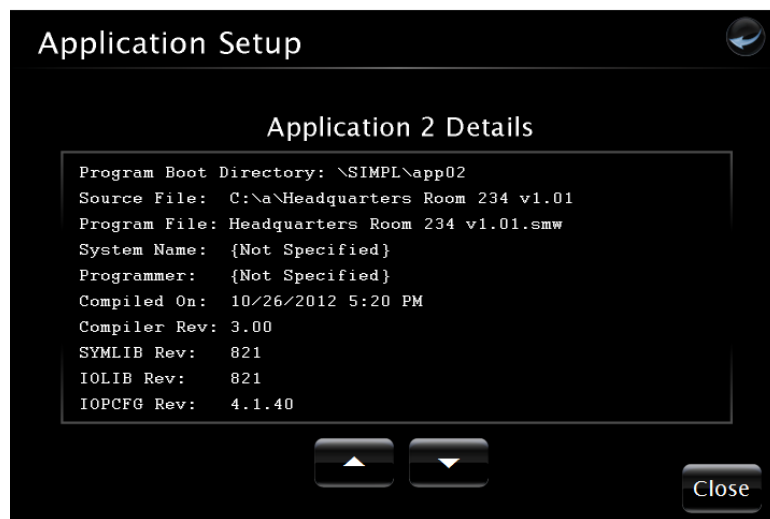 Application Setup
Application 2 Details
Program Boot Directory: \SIMPL\app02
Source File: C:\a\Headquarters Room 234 v1.01
Program File: Headquarters Room 234 v1.01.smw
System Name: {Not Specified}
Programmer: {Not Specified}
Compiled On: 10/26/2012 5:20 PM
Compiler Rev: 3.00
SYMLIB Rev: 821
IOLIB Rev: 821
IOPCFG Rev: 4.1.40
Close